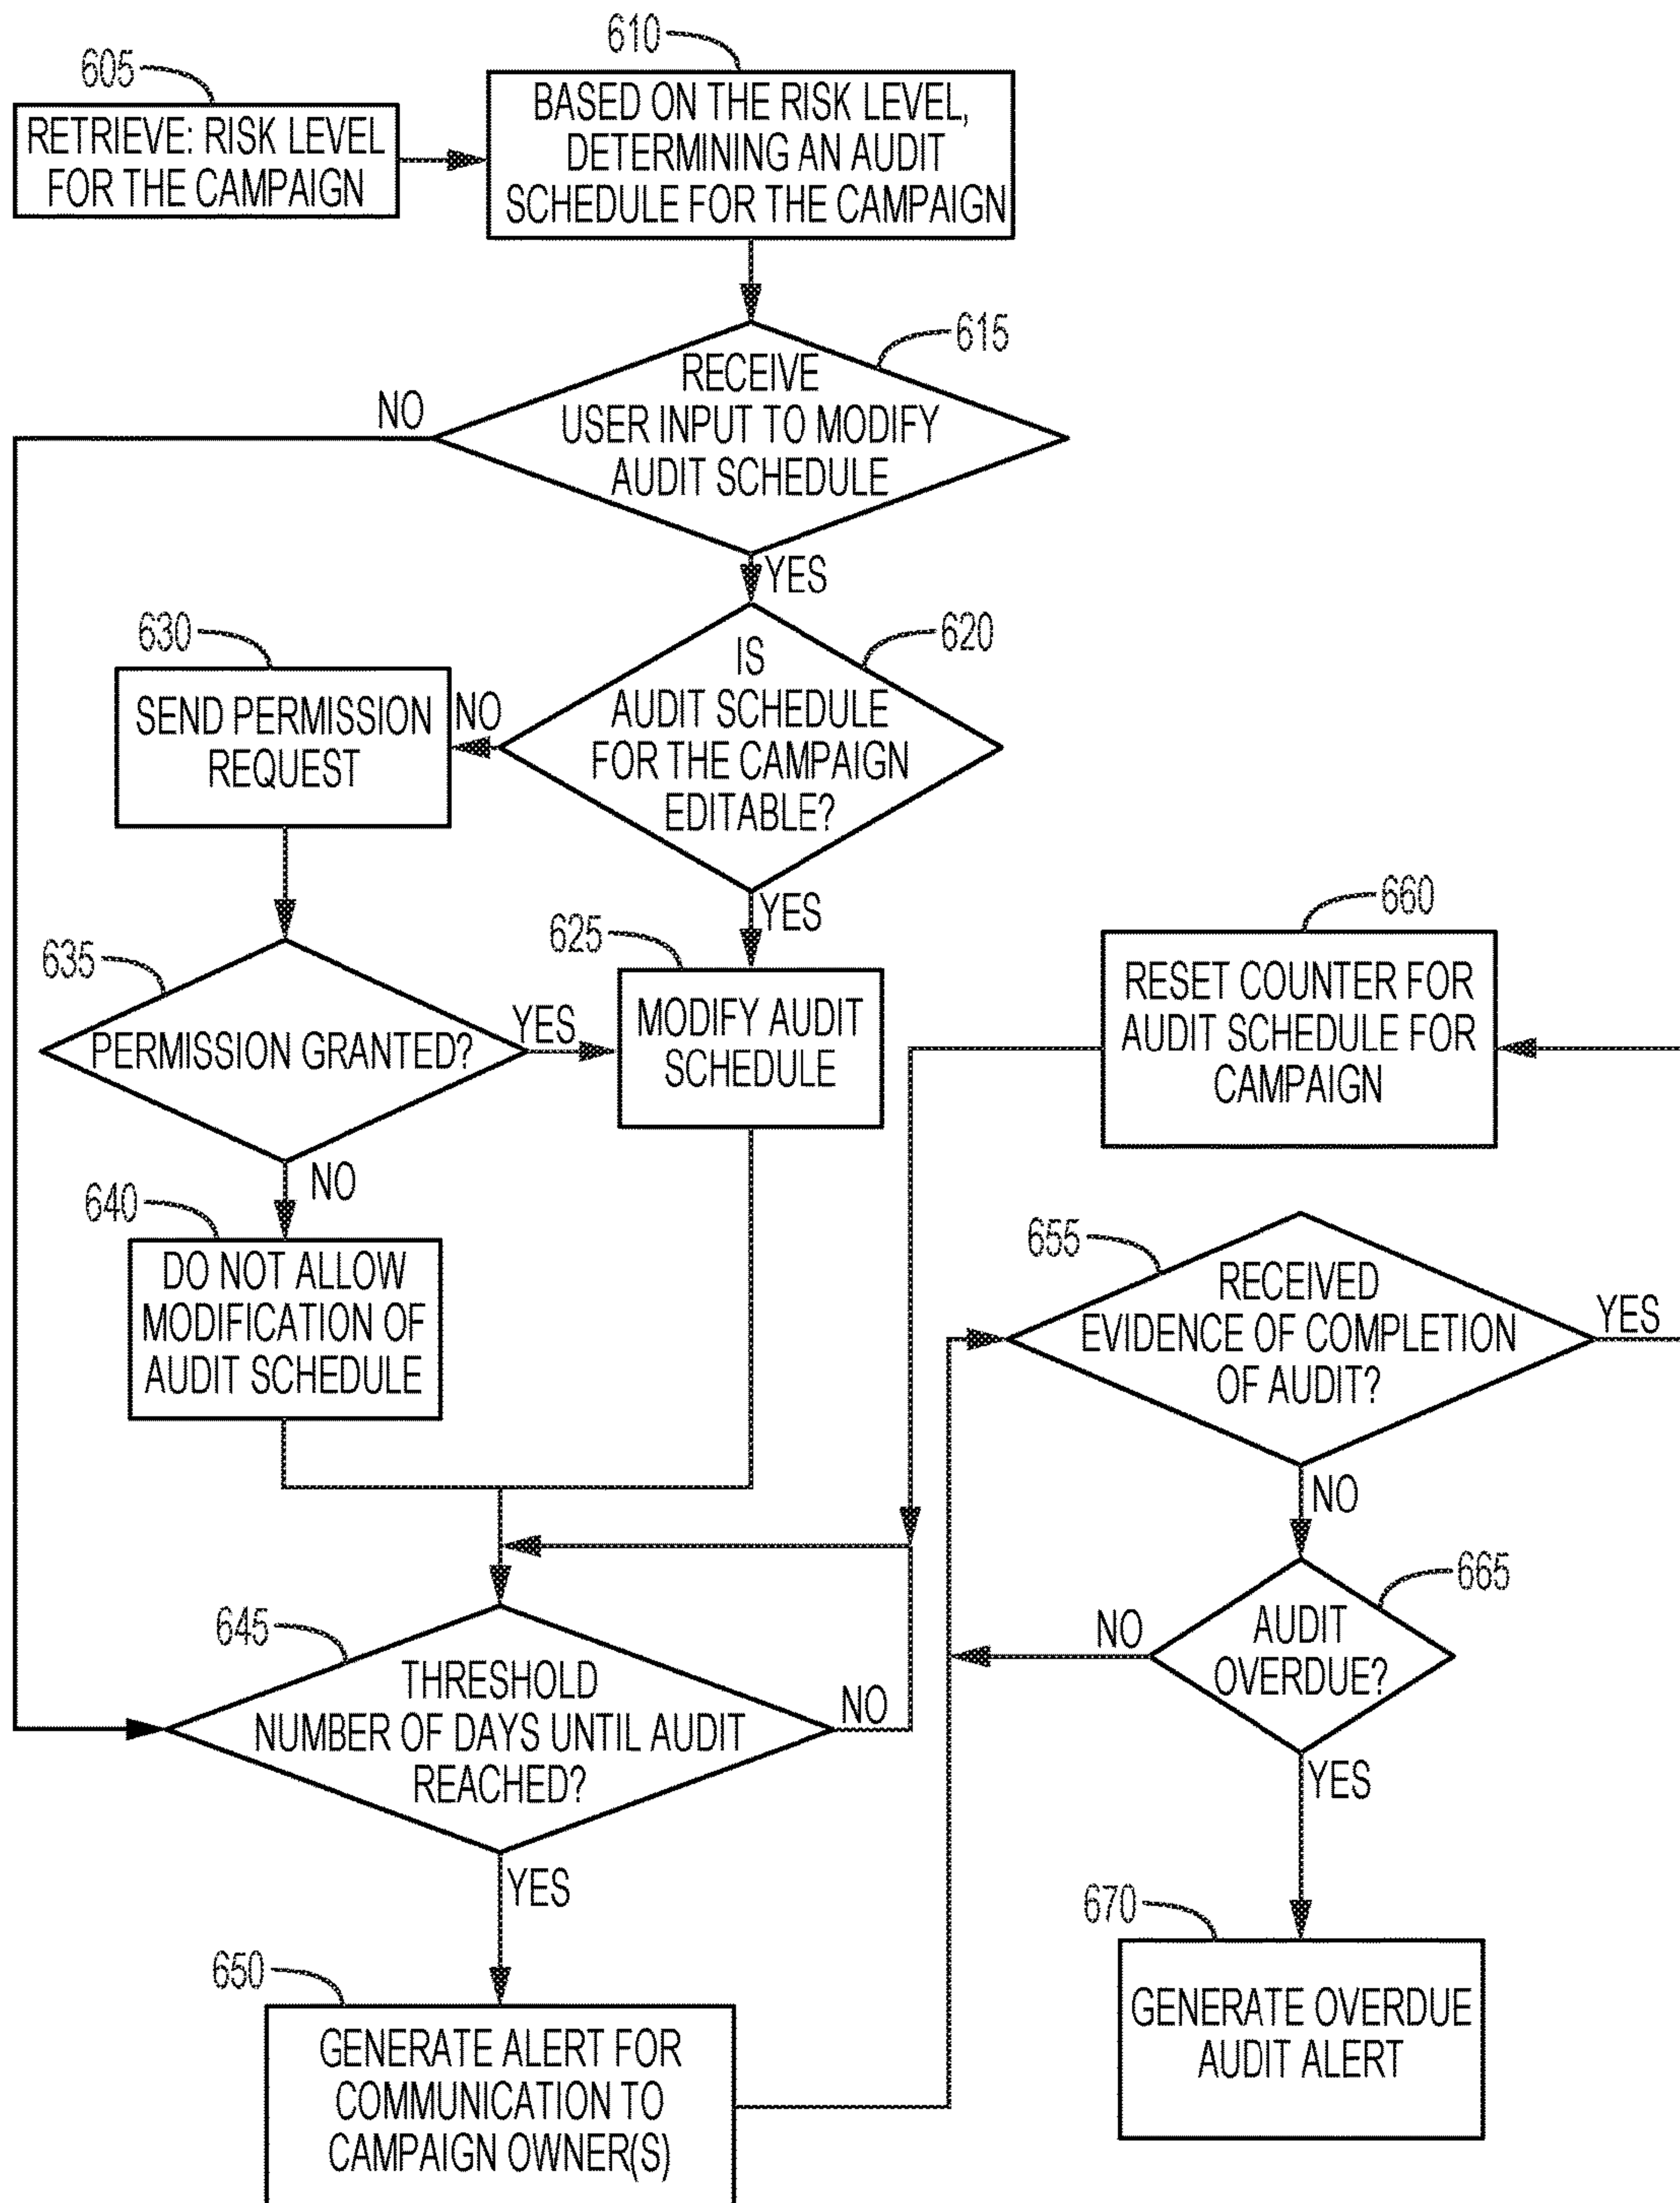 605
RETRIEVE: RISK LEVEL
FOR THE CAMPAIGN
610
BASED ON THE RISK LEVEL,
DETERMINING AN AUDIT
SCHEDULE FOR THE CAMPAIGN
615
RECEIVE
USER INPUT TO MODIFY
AUDIT SCHEDULE
NO
YES
620
IS
AUDIT SCHEDULE
FOR THE CAMPAIGN
EDITABLE?
NO
YES
630
SEND PERMISSION
REQUEST
635
PERMISSION GRANTED?
YES
NO
625
MODIFY AUDIT
SCHEDULE
640
DO NOT ALLOW
MODIFICATION OF
AUDIT SCHEDULE
645
THRESHOLD
NUMBER OF DAYS UNTIL AUDIT
REACHED?
NO
YES
650
GENERATE ALERT FOR
COMMUNICATION TO
CAMPAIGN OWNER(S)
660
RESET COUNTER FOR
AUDIT SCHEDULE FOR
CAMPAIGN
655
RECEIVED
EVIDENCE OF COMPLETION
OF AUDIT?
YES
NO
665
AUDIT
OVERDUE?
NO
YES
670
GENERATE OVERDUE
AUDIT ALERT